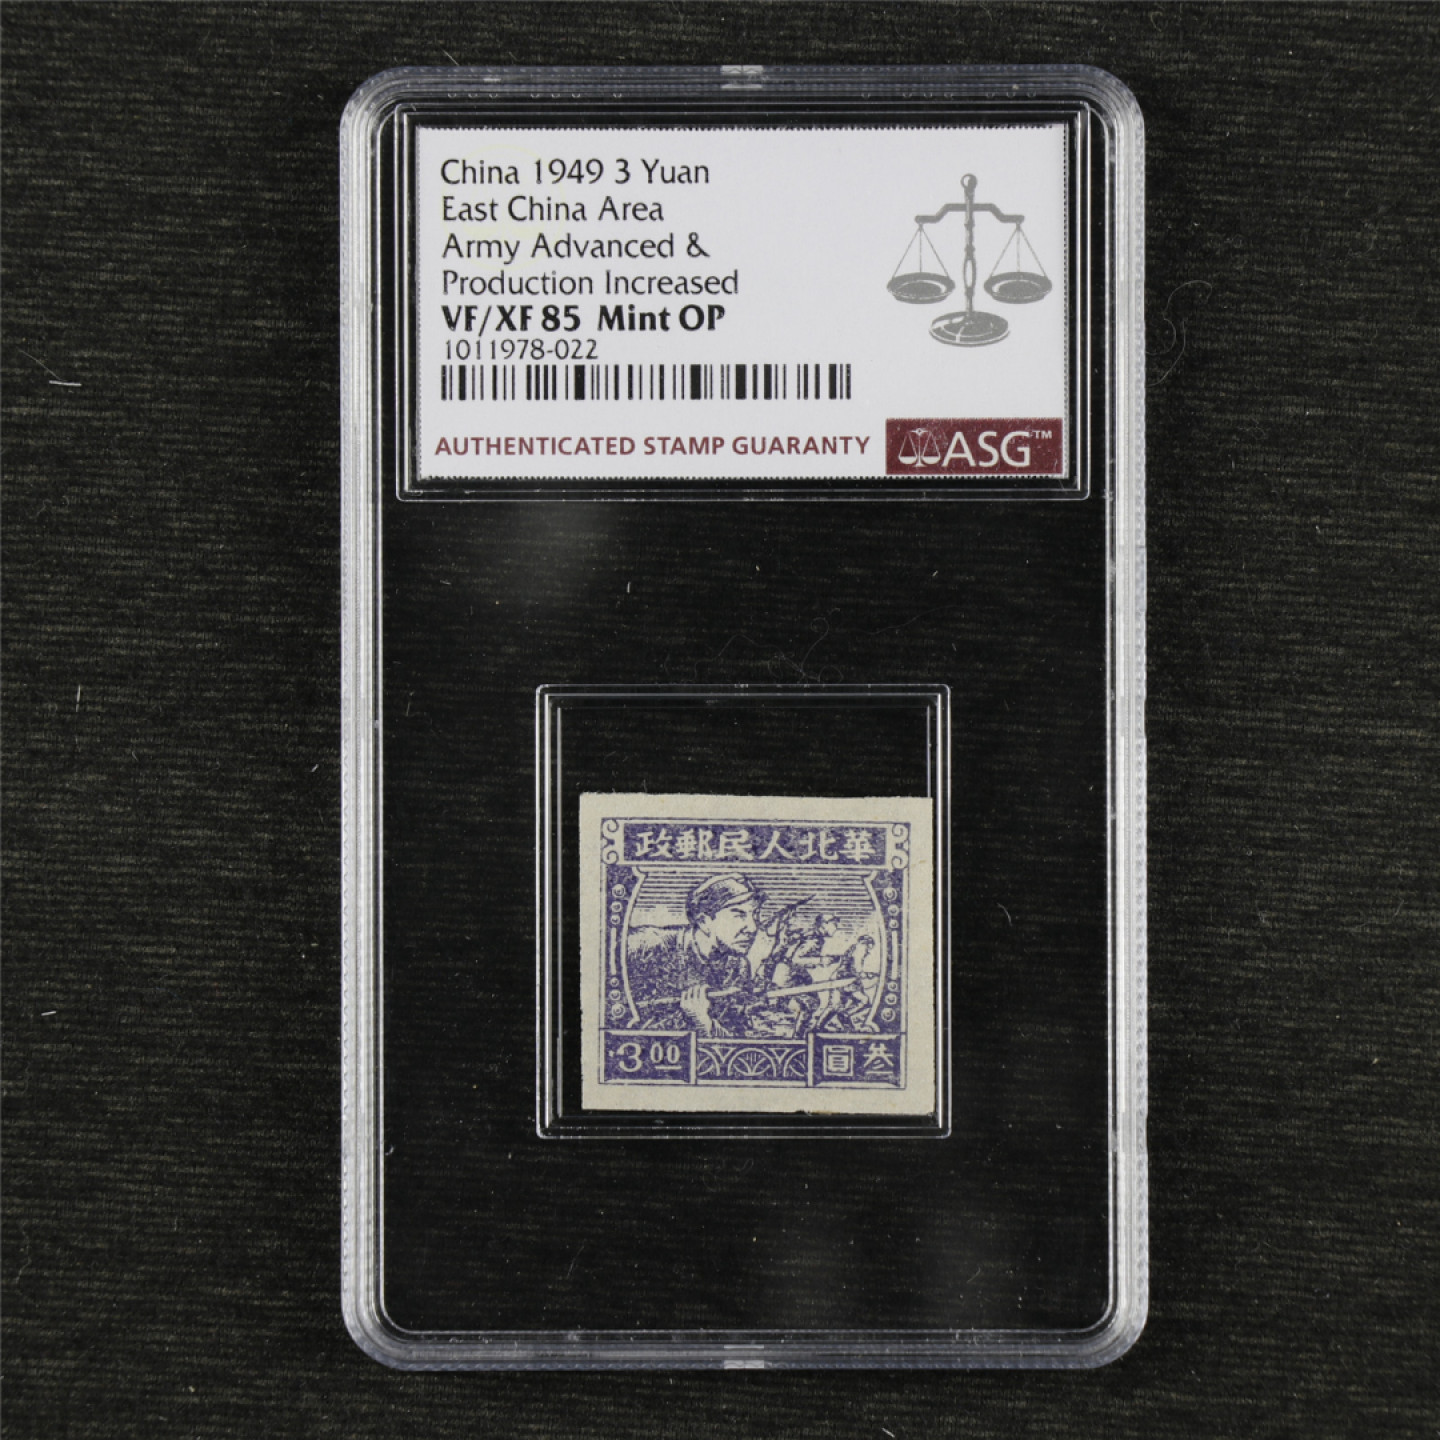 China 1949 3 Yuan
East China Area
Army Advanced &
Production Increased
VF/XF 85 Mint OP
1011978-022
AUTHENTICATED STAMP GUARANTY
ASG™
政郵民人北華
3.00
圓叁